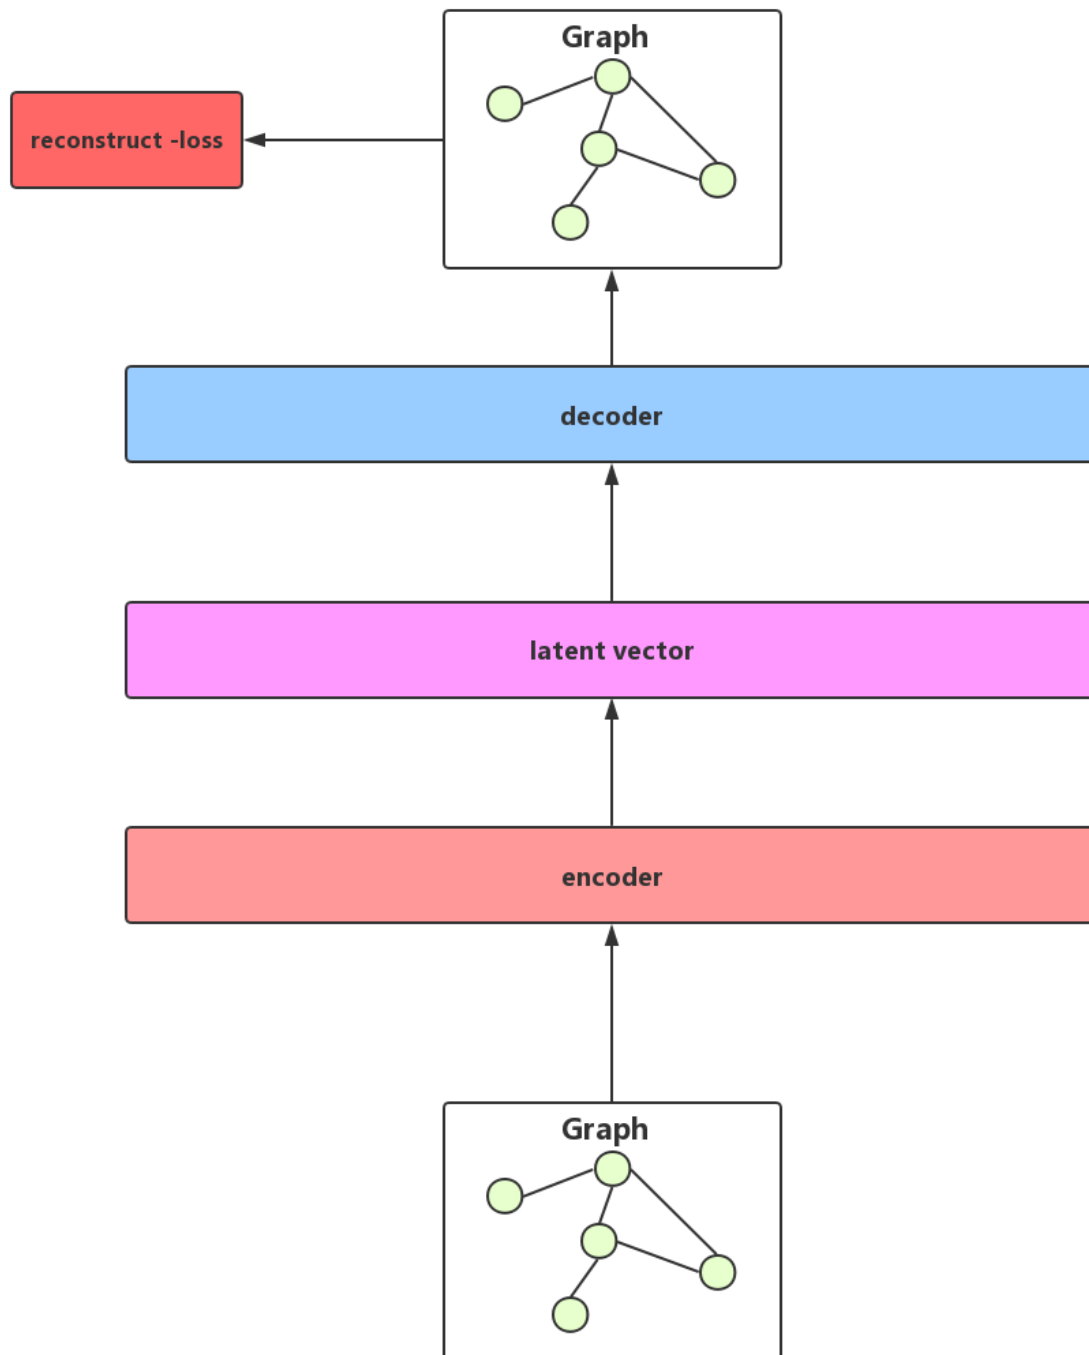 Graph
reconstruct -loss
decoder
latent vector
encoder
Graph